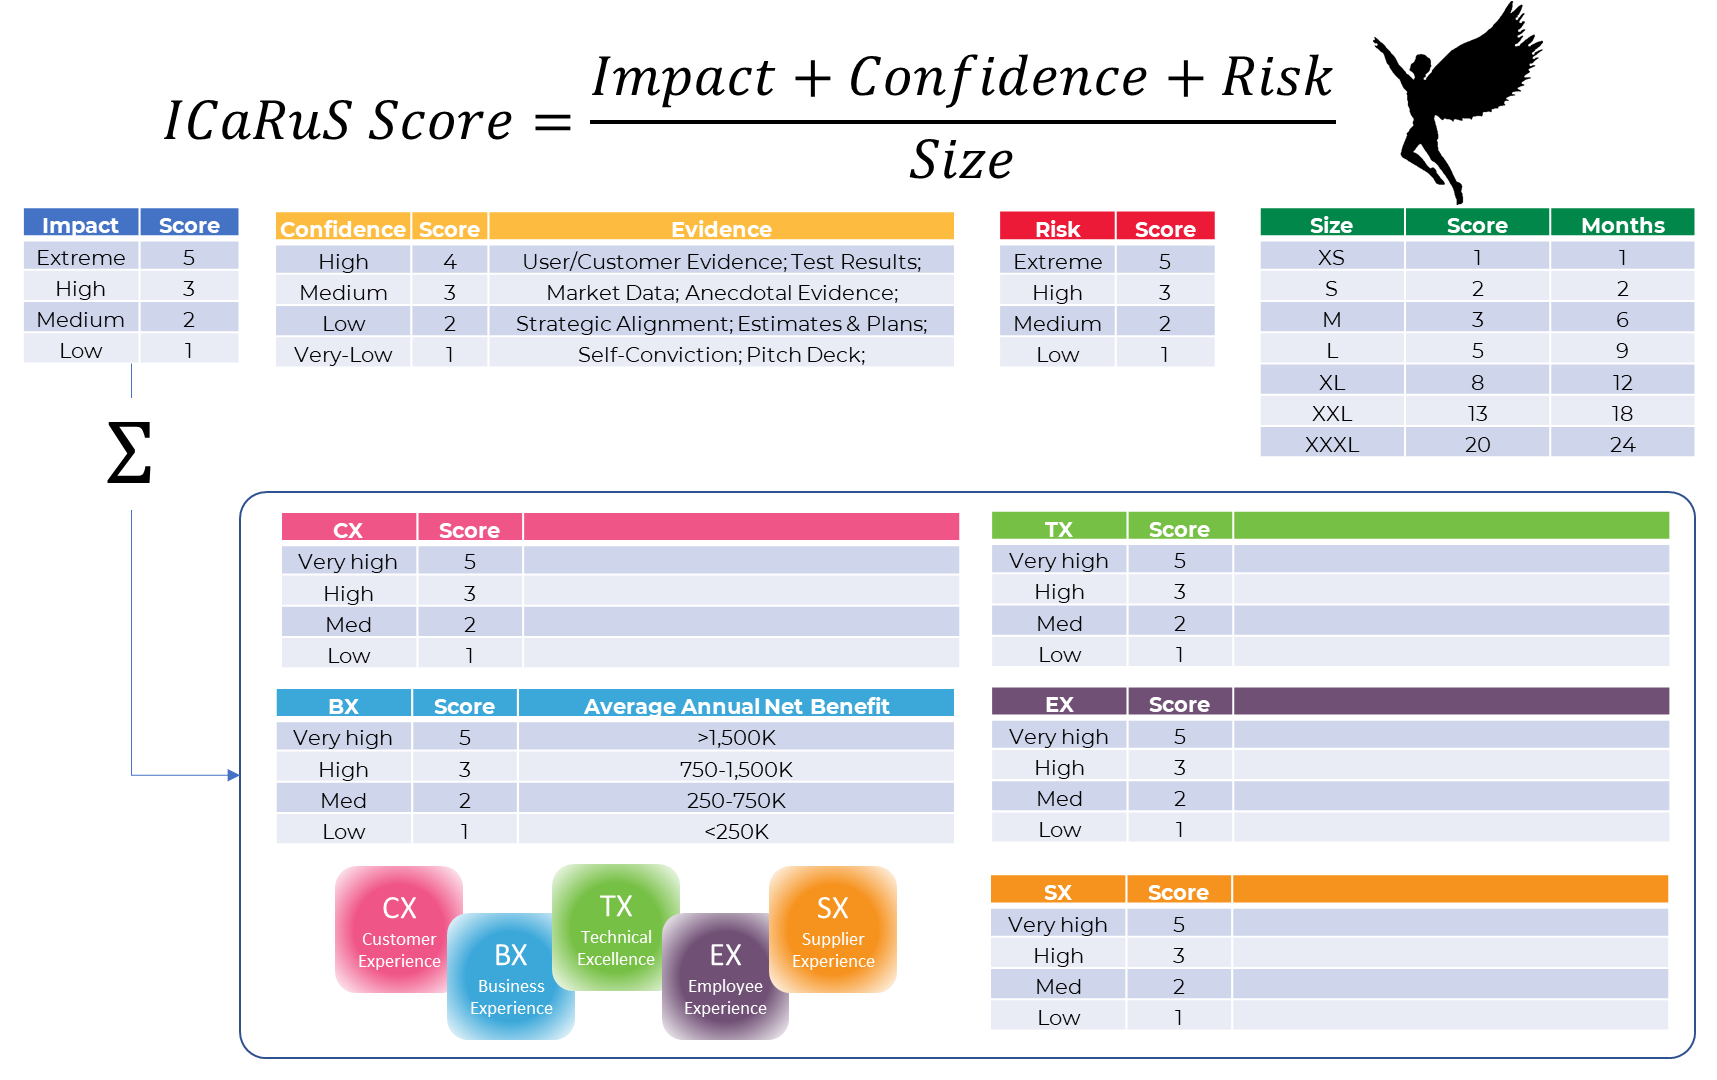 ICaRuS Score = Impact + Confidence + Risk
Size
Impact Score
Extreme 5
High 3
Medium 2
Low 1
Confidence Score Evidence
High 4 User/Customer Evidence; Test Results;
Medium 3 Market Data; Anecdotal Evidence;
Low 2 Strategic Alignment; Estimates & Plans;
Very-Low 1 Self-Conviction; Pitch Deck;
Risk Score
Extreme 5
High 3
Medium 2
Low 1
Size Score Months
XS 1 1
S 2 2
M 3 6
L 5 9
XL 8 12
XXL 13 18
XXXL 20 24
Σ
CX Score
Very high 5
High 3
Med 2
Low 1
TX Score
Very high 5
High 3
Med 2
Low 1
BX Score Average Annual Net Benefit
Very high 5 >1,500K
High 3 750-1,500K
Med 2 250-750K
Low 1 <250K
EX Score
Very high 5
High 3
Med 2
Low 1
SX Score
Very high 5
High 3
Med 2
Low 1
CX
Customer
Experience
BX
Business
Experience
TX
Technical
Excellence
EX
Employee
Experience
SX
Supplier
Experience